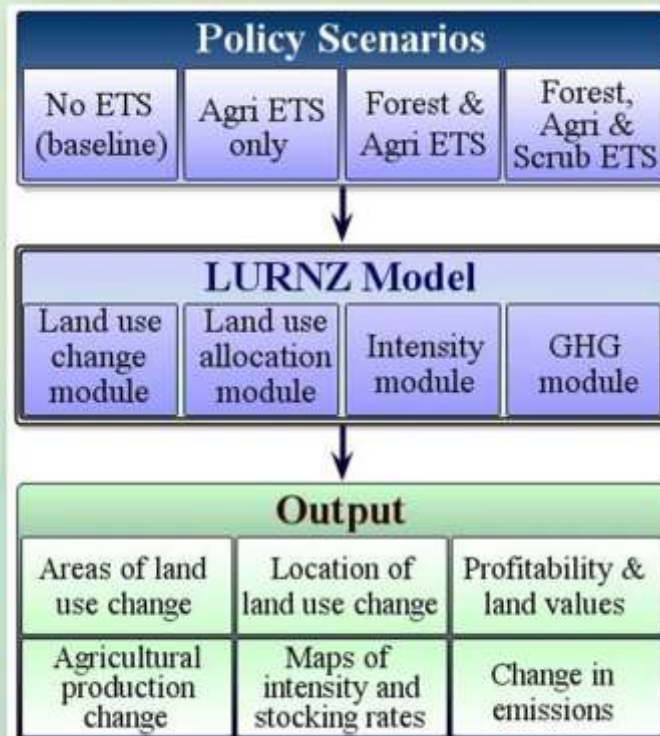 Policy Scenarios
No ETS
(baseline)
Agri ETS
only
Forest &
Agri ETS
Forest,
Agri &
Scrub ETS
LURNZ Model
Land use
change
module
Land use
allocation
module
Intensity
module
GHG
module
Output
Areas of land
use change
Location of
land use change
Profitability &
land values
Agricultural
production
change
Maps of
intensity and
stocking rates
Change in
emissions